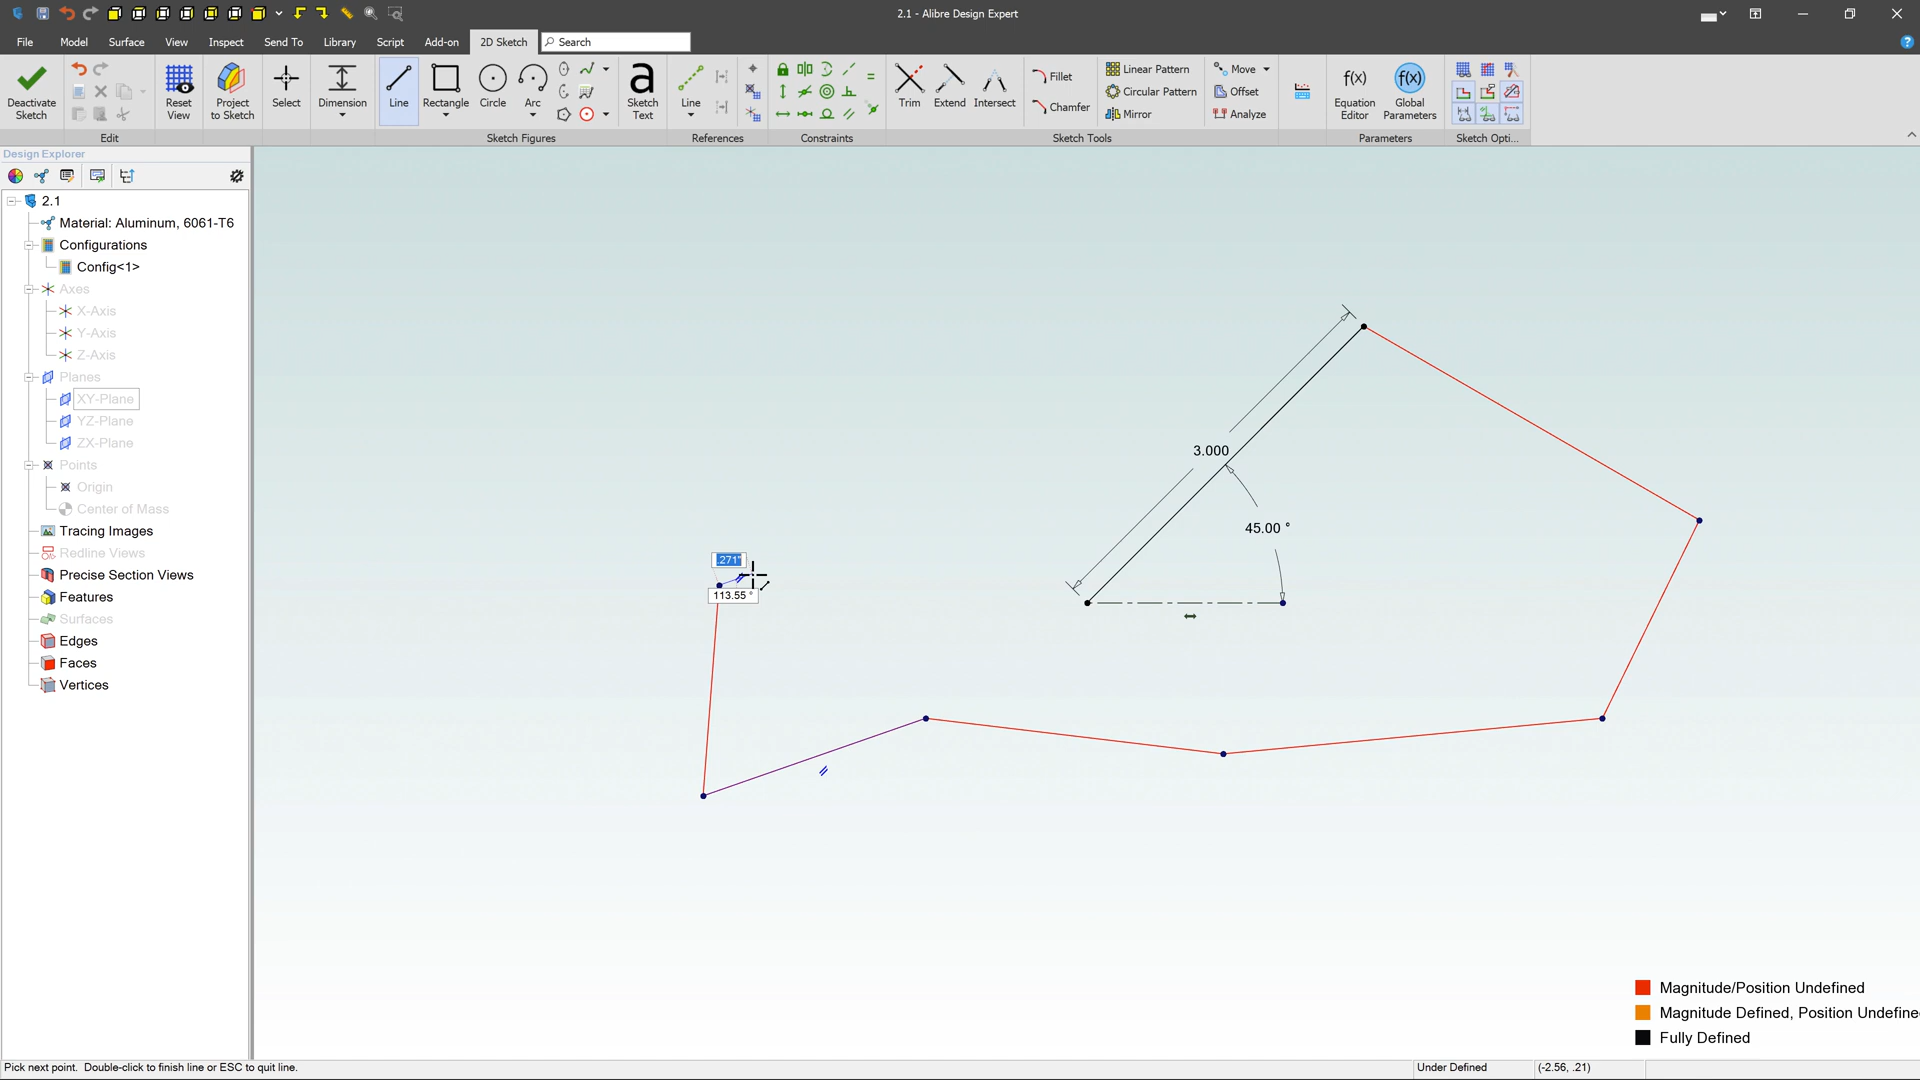 2.1 - Alibre Design Expert
File Model Surface View Inspect Send To Library Script Add-on 2D Sketch Search
Deactivate Sketch
Reset View
Project to Sketch
Select
Dimension
Line
Rectangle
Circle
Arc
a
Sketch Text
Line
Trim
Extend
Intersect
Fillet
Chamfer
Linear Pattern
Circular Pattern
Mirror
Move
Offset
Analyze
f(x)
Equation Editor
f(x)
Global Parameters
Edit
Sketch Figures
References
Constraints
Sketch Tools
Parameters
Sketch Opti...
Design Explorer
2.1
Material: Aluminum, 6061-T6
Configurations
Config<1>
Axes
X-Axis
Y-Axis
Z-Axis
Planes
XY-Plane
YZ-Plane
ZX-Plane
Points
Origin
Center of Mass
Tracing Images
Redline Views
Precise Section Views
Features
Surfaces
Edges
Faces
Vertices
3.000
45.00 °
.271"
113.55 °
Magnitude/Position Undefined
Magnitude Defined, Position Undefine
Fully Defined
Pick next point. Double-click to finish line or ESC to quit line.
Under Defined
(-2.56, .21)